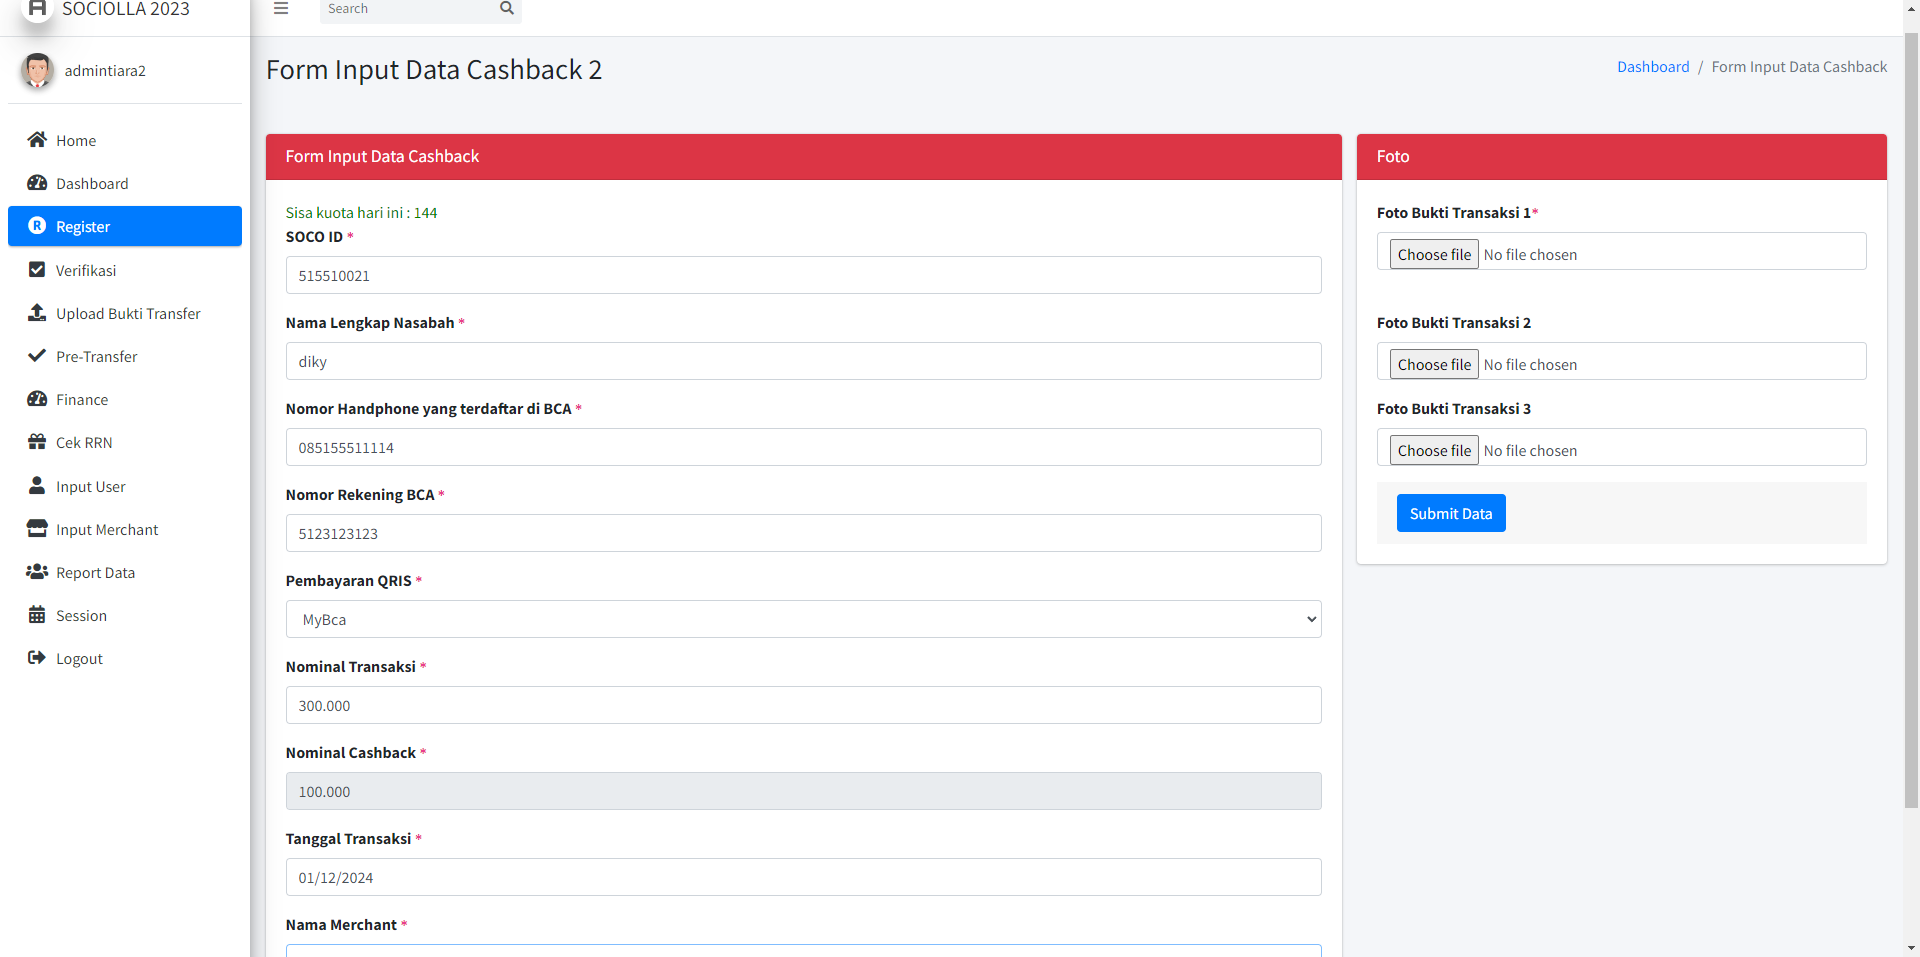 SOCIOLLA 2023
Search
admintiara2
Home
Dashboard
Register
Verifikasi
Upload Bukti Transfer
Pre-Transfer
Finance
Cek RRN
Input User
Input Merchant
Report Data
Session
Logout
Form Input Data Cashback 2
Dashboard / Form Input Data Cashback
Form Input Data Cashback
Sisa kuota hari ini : 144
SOCO ID *
515510021
Nama Lengkap Nasabah *
diky
Nomor Handphone yang terdaftar di BCA *
085155511114
Nomor Rekening BCA *
5123123123
Pembayaran QRIS *
MyBca
Nominal Transaksi *
300.000
Nominal Cashback *
100.000
Tanggal Transaksi *
01/12/2024
Nama Merchant *
Foto
Foto Bukti Transaksi 1*
Choose file No file chosen
Foto Bukti Transaksi 2
Choose file No file chosen
Foto Bukti Transaksi 3
Choose file No file chosen
Submit Data